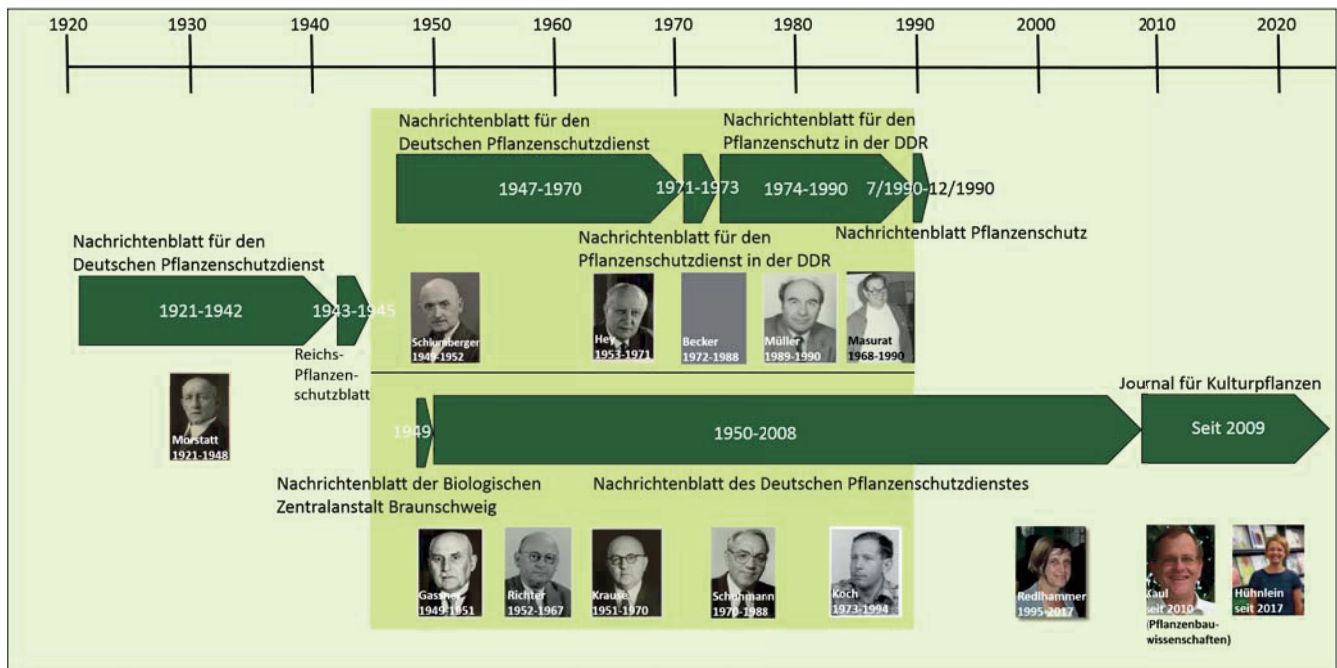 1920 1930 1940 1950 1960 1970 1980 1990 2000 2010 2020
Nachrichtenblatt für den
Deutschen Pflanzenschutzdienst
Nachrichtenblatt für den
Pflanzenschutz in der DDR
1947-1970
1971-1973
1974-1990
7/1990-12/1990
Nachrichtenblatt für den
Pflanzenschutzdienst in der DDR
Nachrichtenblatt Pflanzenschutz
Nachrichtenblatt für den
Deutschen Pflanzenschutzdienst
1921-1942
1943-1945
Reichs-
Pflanzen-
schutzblatt
Schlumberger
1949-1952
Hey
1953-1971
Becker
1972-1988
Müller
1989-1990
Masurat
1968-1990
Morstatt
1921-1948
Journal für Kulturpflanzen
1949
1950-2008
Seit 2009
Nachrichtenblatt der Biologischen
Zentralanstalt Braunschweig
Nachrichtenblatt des Deutschen Pflanzenschutzdienstes
Gassner
1949-1951
Richter
1952-1967
Krause
1951-1970
Schuhmann
1970-1988
Koch
1973-1994
Redlhammer
1995-2017
Kaul
seit 2010
(Pflanzenbau-
wissenschaften)
Hühnlein
seit 2017